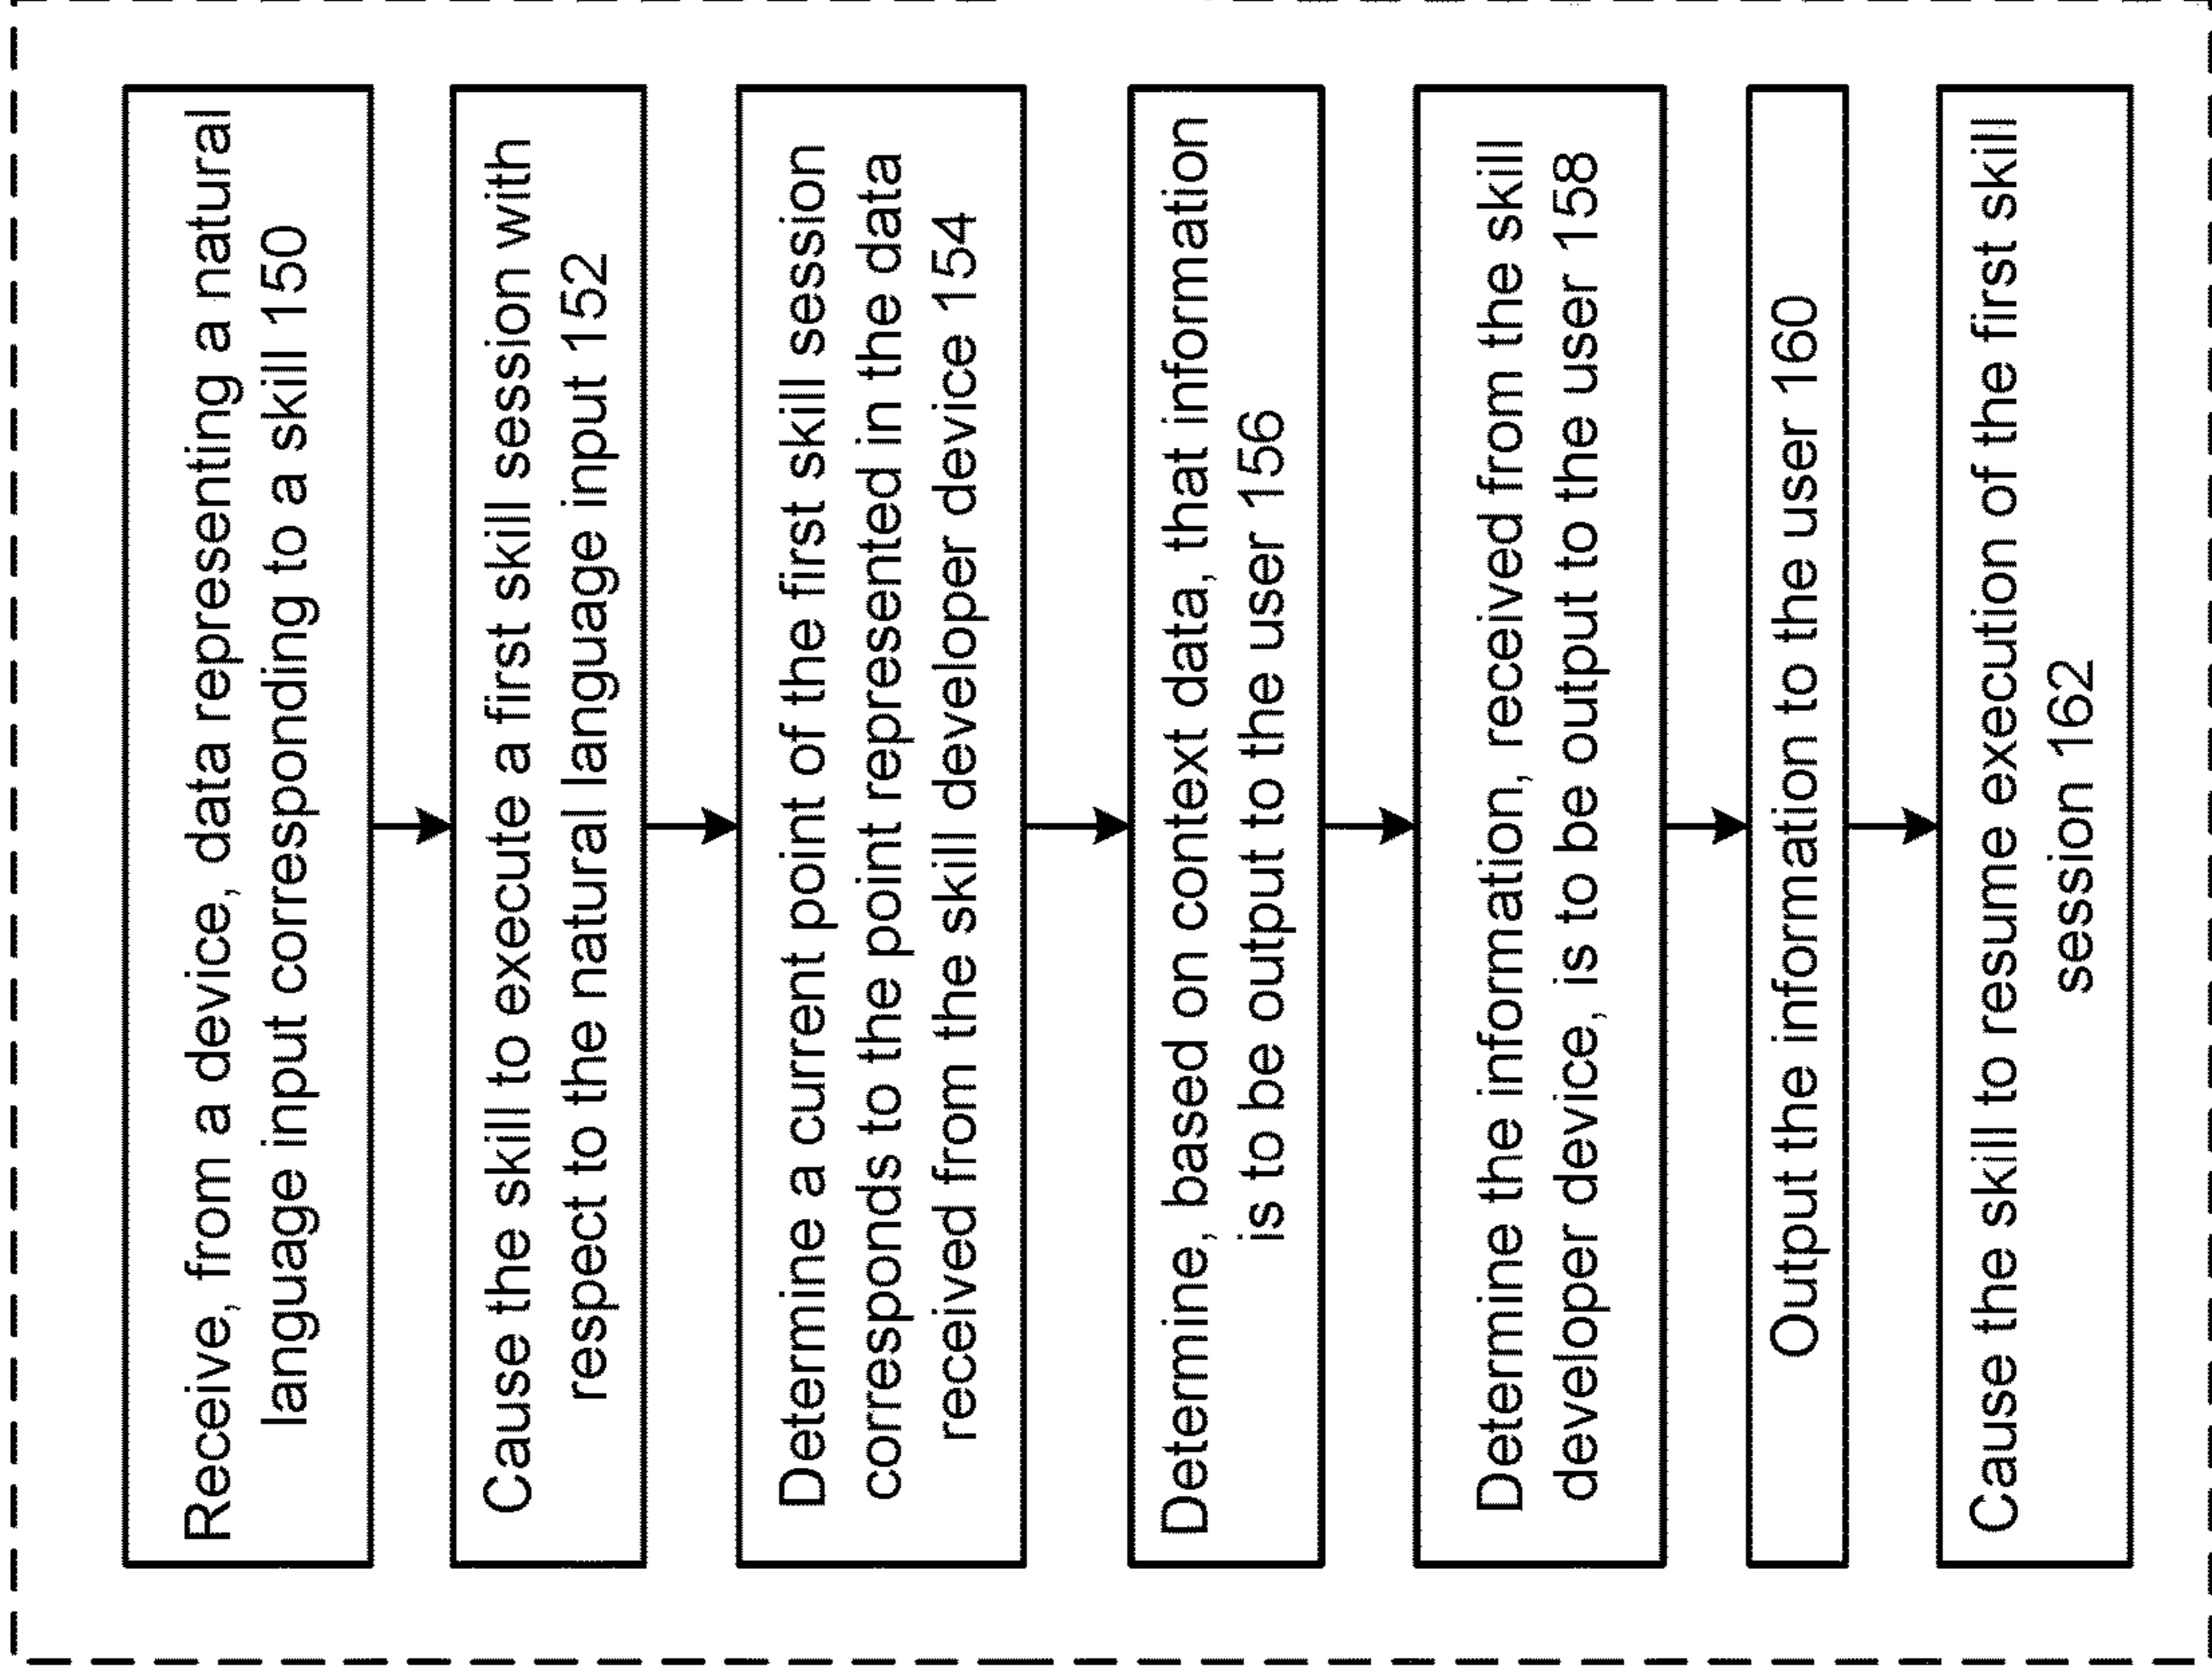 Receive, from a device, data representing a natural
language input corresponding to a skill 150
Cause the skill to execute a first skill session with
respect to the natural language input 152
Determine a current point of the first skill session
corresponds to the point represented in the data
received from the skill developer device 154
Determine, based on context data, that information
is to be output to the user 156
Determine the information, received from the skill
developer device, is to be output to the user 158
Output the information to the user 160
Cause the skill to resume execution of the first skill
session 162